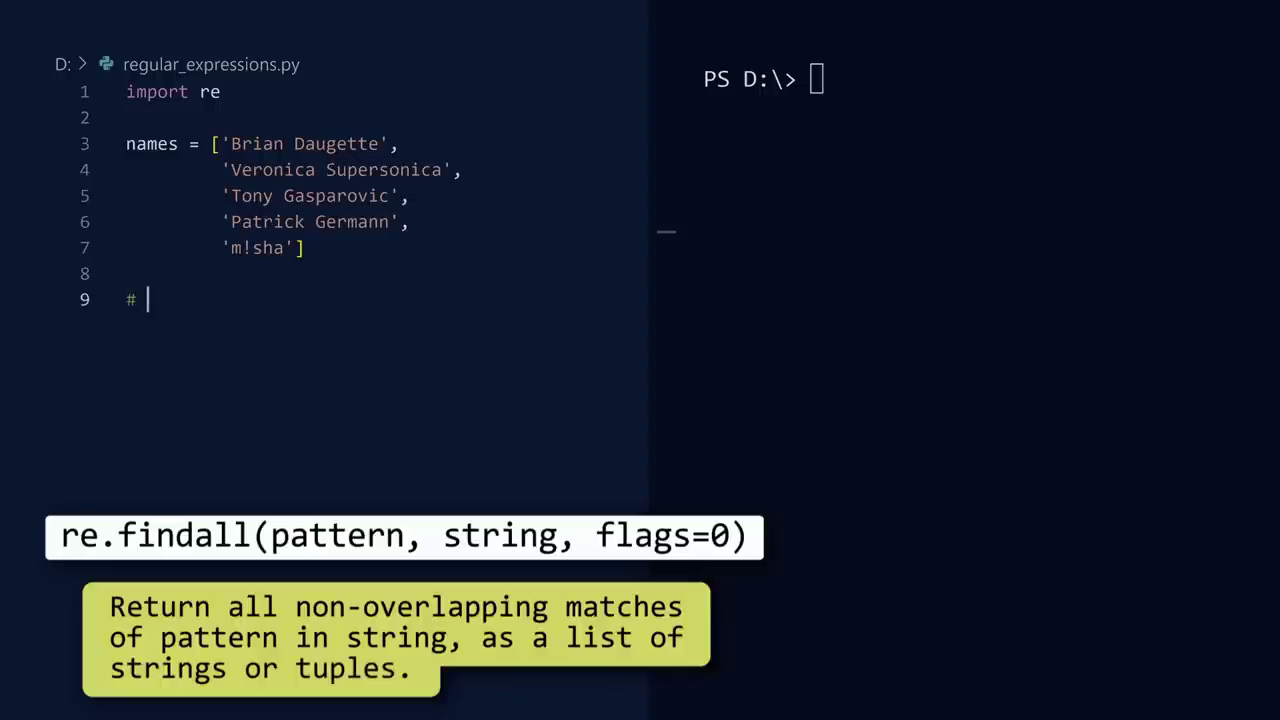 D: > regular_expressions.py
1 import re
2
3 names = ['Brian Daugette',
4 'Veronica Supersonica',
5 'Tony Gasparovic',
6 'Patrick Germann',
7 'm!sha']
8
9 #
PS D:\>
re.findall(pattern, string, flags=0)
Return all non-overlapping matches
of pattern in string, as a list of
strings or tuples.